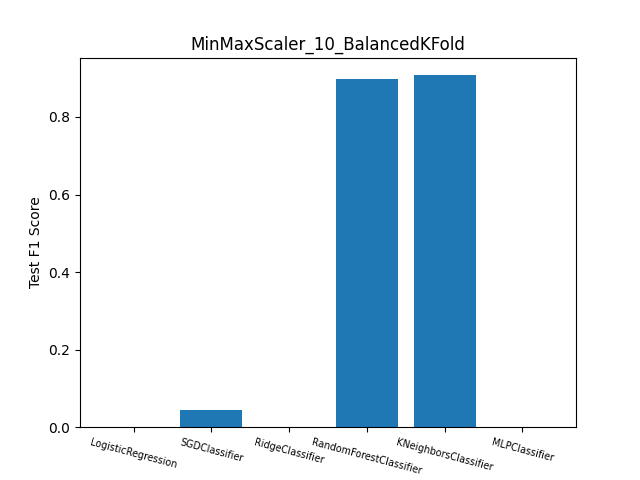 MinMaxScaler_10_BalancedKFold
Test F1 Score
0.8
0.6
0.4
0.2
0.0
LogisticRegression
SGDClassifier
RidgeClassifier
RandomForestClassifier
KNeighborsClassifier
MLPClassifier